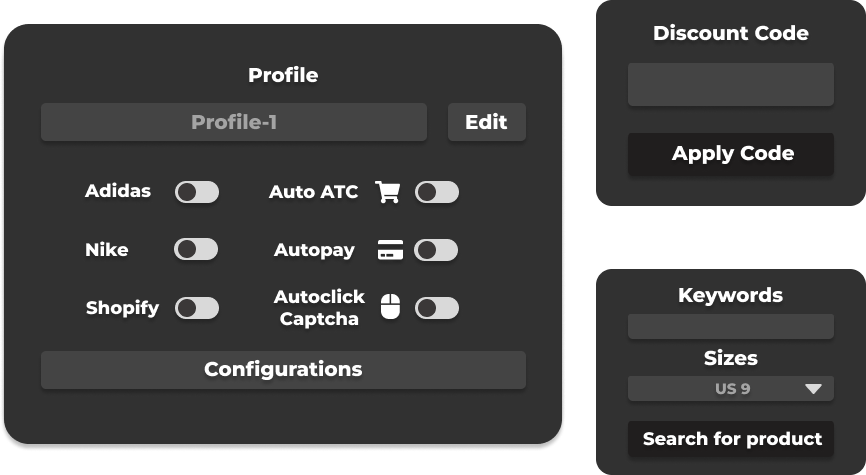 Profile
Profile-1
Edit
Adidas
Auto ATC
Nike
Autopay
Shopify
Autoclick
Captcha
Configurations
Discount Code
Apply Code
Keywords
Sizes
US 9
Search for product